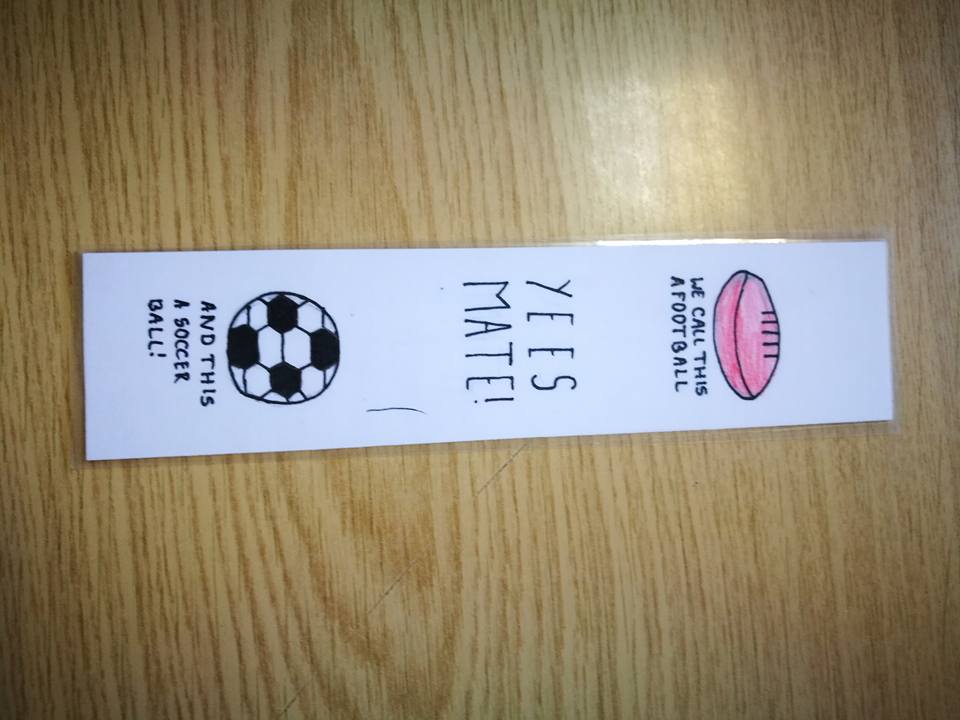 WE CALL THIS
A FOOTBALL
YEES
MATE!
AND THIS
A SOCCER
BALL!